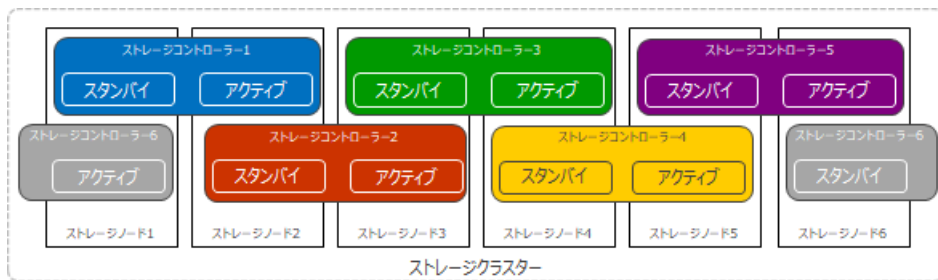 ストレージコントローラー1
ストレージコントローラー3
ストレージコントローラー5
スタンバイ
アクティブ
スタンバイ
アクティブ
スタンバイ
アクティブ
ストレージコントローラー6
ストレージコントローラー2
ストレージコントローラー4
ストレージコントローラー6
アクティブ
スタンバイ
アクティブ
スタンバイ
アクティブ
スタンバイ
ストレージノード1
ストレージノード2
ストレージノード3
ストレージノード4
ストレージノード5
ストレージノード6
ストレージクラスター